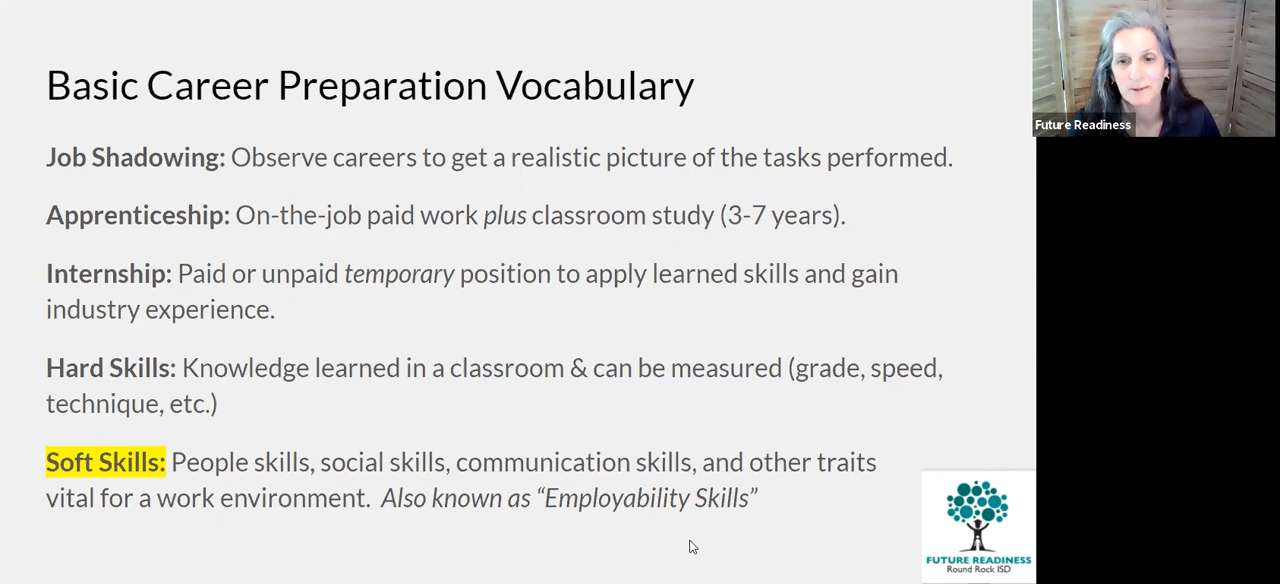 Basic Career Preparation Vocabulary
Job Shadowing: Observe careers to get a realistic picture of the tasks performed.
Apprenticeship: On-the-job paid work plus classroom study (3-7 years).
Internship: Paid or unpaid temporary position to apply learned skills and gain
industry experience.
Hard Skills: Knowledge learned in a classroom & can be measured (grade, speed,
technique, etc.)
Soft Skills: People skills, social skills, communication skills, and other traits
vital for a work environment. Also known as “Employability Skills”
Future Readiness
FUTURE READINESS
Round Rock ISD